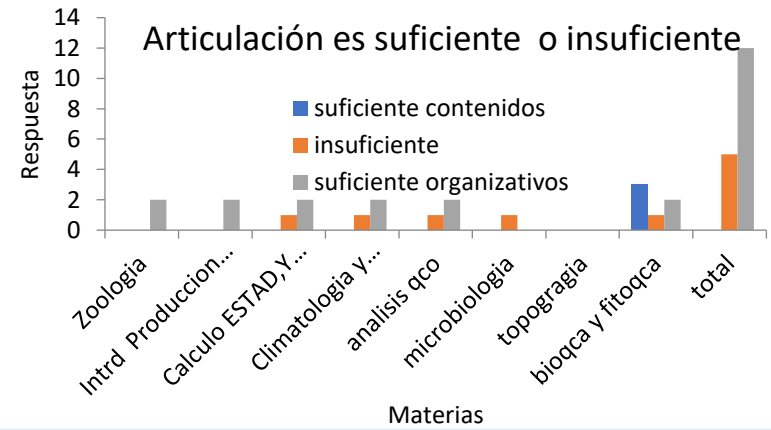 Articulación es suficiente o insuficiente
Respuesta
14
12
10
8
6
4
2
0
suficiente contenidos
insuficiente
suficiente organizativos
Zoologia
Intrd Produccion...
Calculo ESTAD,Y...
Climatologia y...
analisis qco
microbiologia
topogragia
bioqca y fitoqca
total
Materias